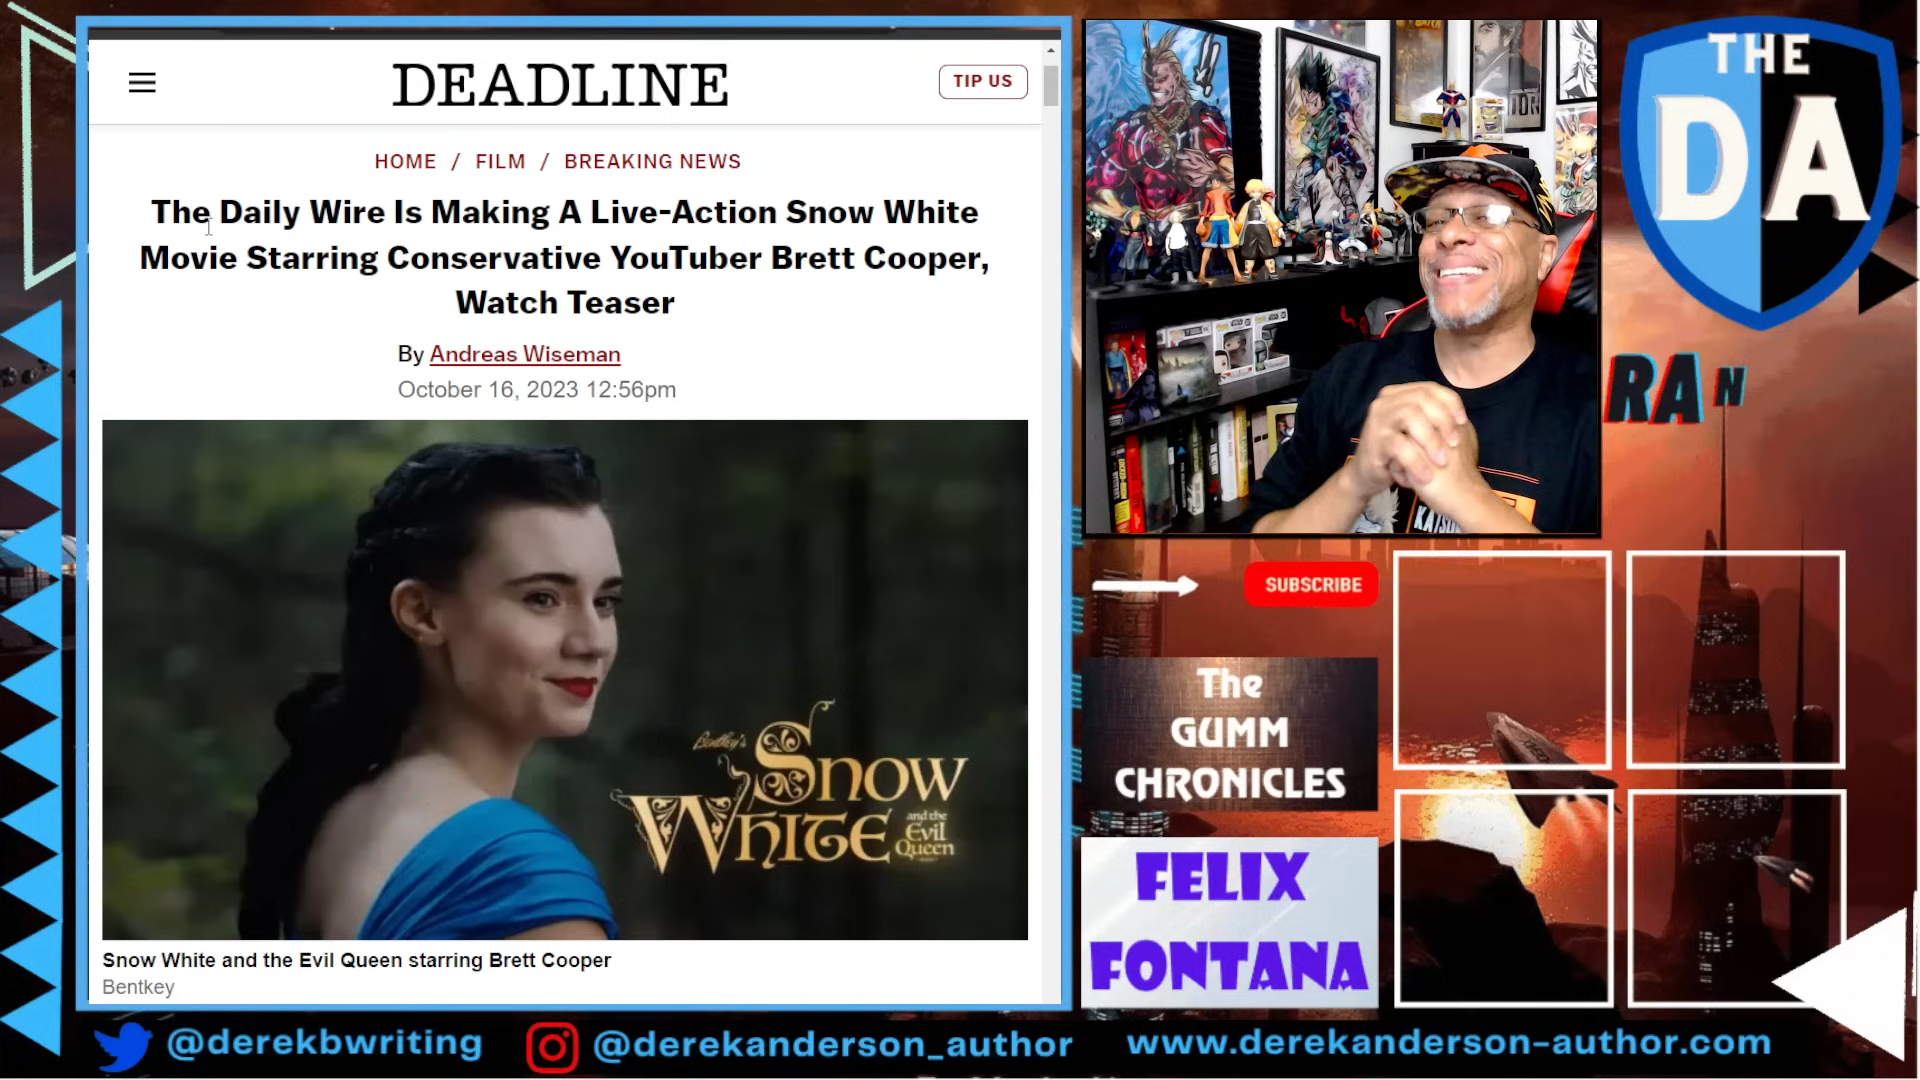 DEADLINE
TIP US
HOME / FILM / BREAKING NEWS
The Daily Wire Is Making A Live-Action Snow White
Movie Starring Conservative YouTuber Brett Cooper,
Watch Teaser
By Andreas Wiseman
October 16, 2023 12:56pm
Bentkey's
Snow
White
and the
Evil
Queen
Snow White and the Evil Queen starring Brett Cooper
Bentkey
THE
DA
RAN
SUBSCRIBE
The
GUMM
CHRONICLES
FELIX
FONTANA
@derekbwriting
@derekanderson_author
www.derekanderson-author.com